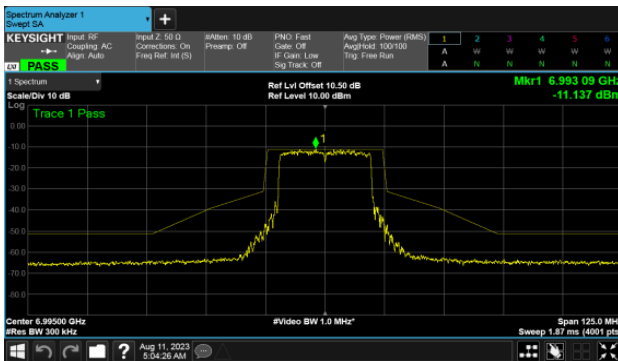 Spectrum Analyzer 1
Swept SA
+
KEYSIGHT
Input: RF
Coupling: AC
Align: Auto
Input Z: 50 Ω
Corrections: On
Freq Ref: Int (S)
#Atten: 10 dB
Preamp: Off
PNO: Fast
Gate: Off
IF Gain: Low
Sig Track: Off
Avg Type: Power (RMS)
Avg|Hold: 100/100
Trig: Free Run
1 2 3 4 5 6
A W W W W W
A N N N N N
LXI PASS
1 Spectrum
Scale/Div 10 dB
Ref Lvl Offset 10.50 dB
Ref Level 10.00 dBm
Mkr1 6.993 09 GHz
-11.137 dBm
Log
Trace 1 Pass
1
0.00
-10.0
-20.0
-30.0
-40.0
-50.0
-60.0
-70.0
-80.0
Center 6.99500 GHz
#Video BW 1.0 MHz*
Span 125.0 MHz
#Res BW 300 kHz
Sweep 1.87 ms (4001 pts
?
Aug 11, 2023
5:04:26 AM